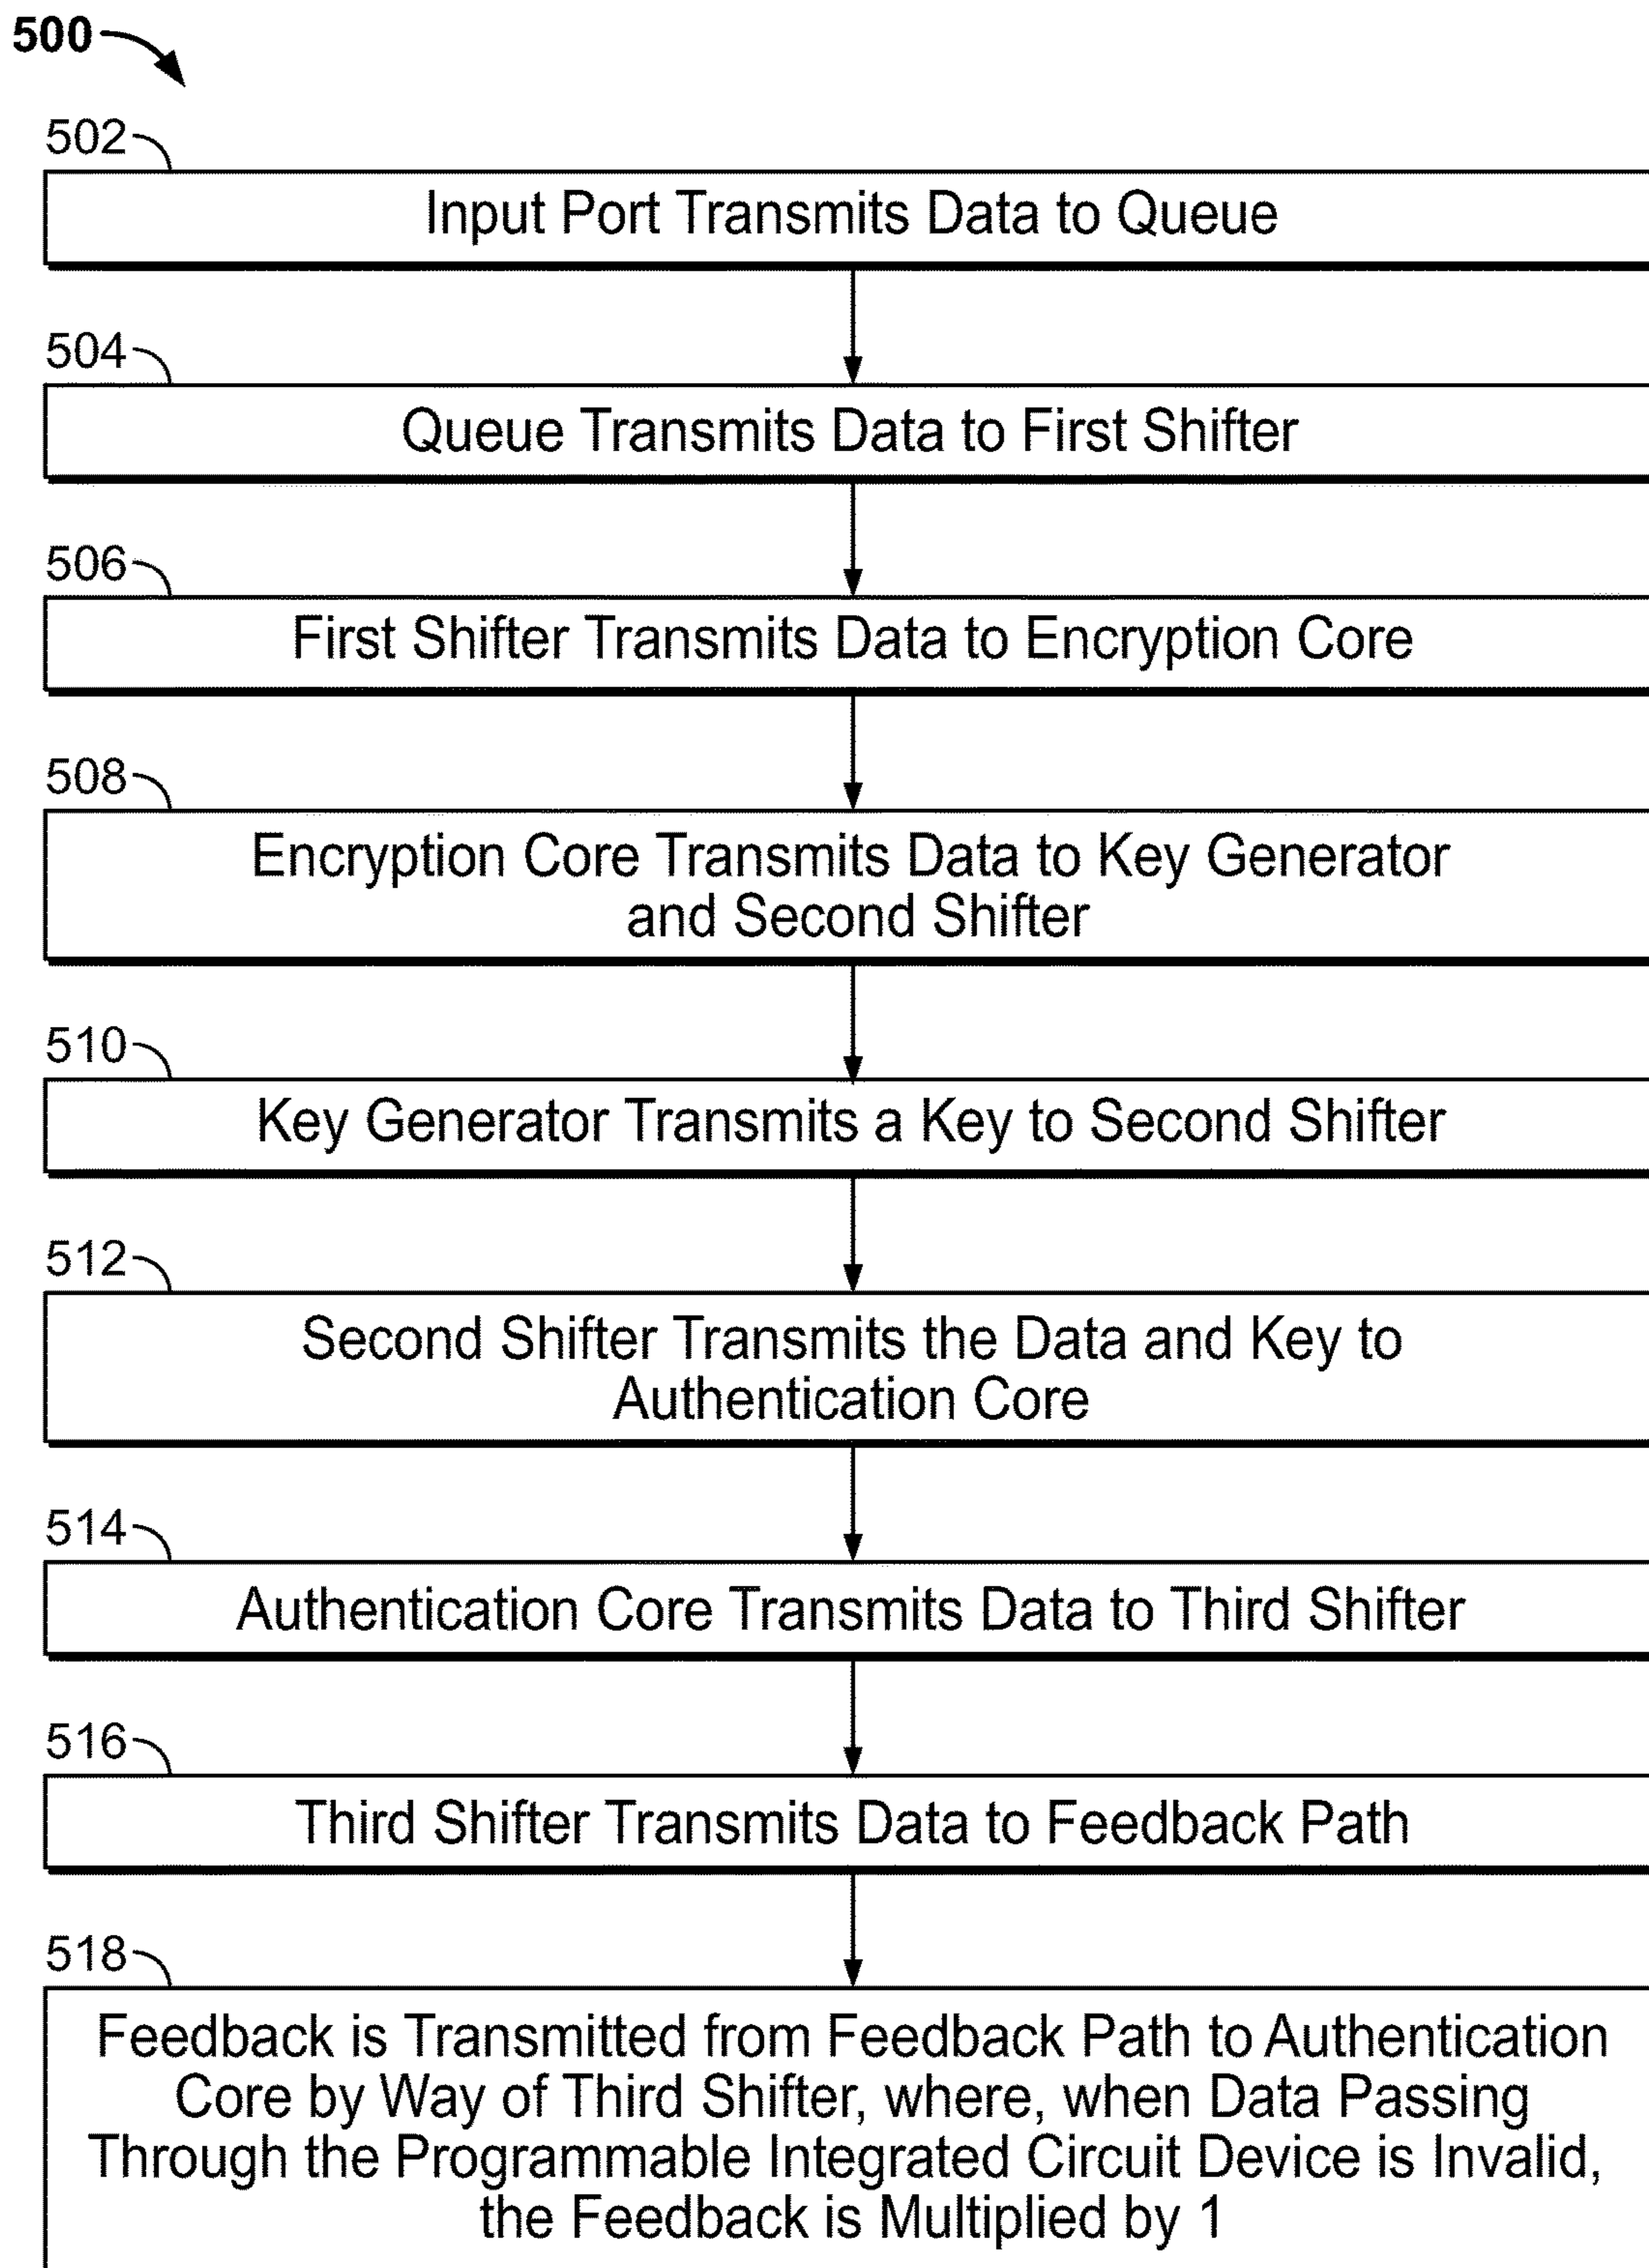 500
502
Input Port Transmits Data to Queue
504
Queue Transmits Data to First Shifter
506
First Shifter Transmits Data to Encryption Core
508
Encryption Core Transmits Data to Key Generator
and Second Shifter
510
Key Generator Transmits a Key to Second Shifter
512
Second Shifter Transmits the Data and Key to
Authentication Core
514
Authentication Core Transmits Data to Third Shifter
516
Third Shifter Transmits Data to Feedback Path
518
Feedback is Transmitted from Feedback Path to Authentication
Core by Way of Third Shifter, where, when Data Passing
Through the Programmable Integrated Circuit Device is Invalid,
the Feedback is Multiplied by 1